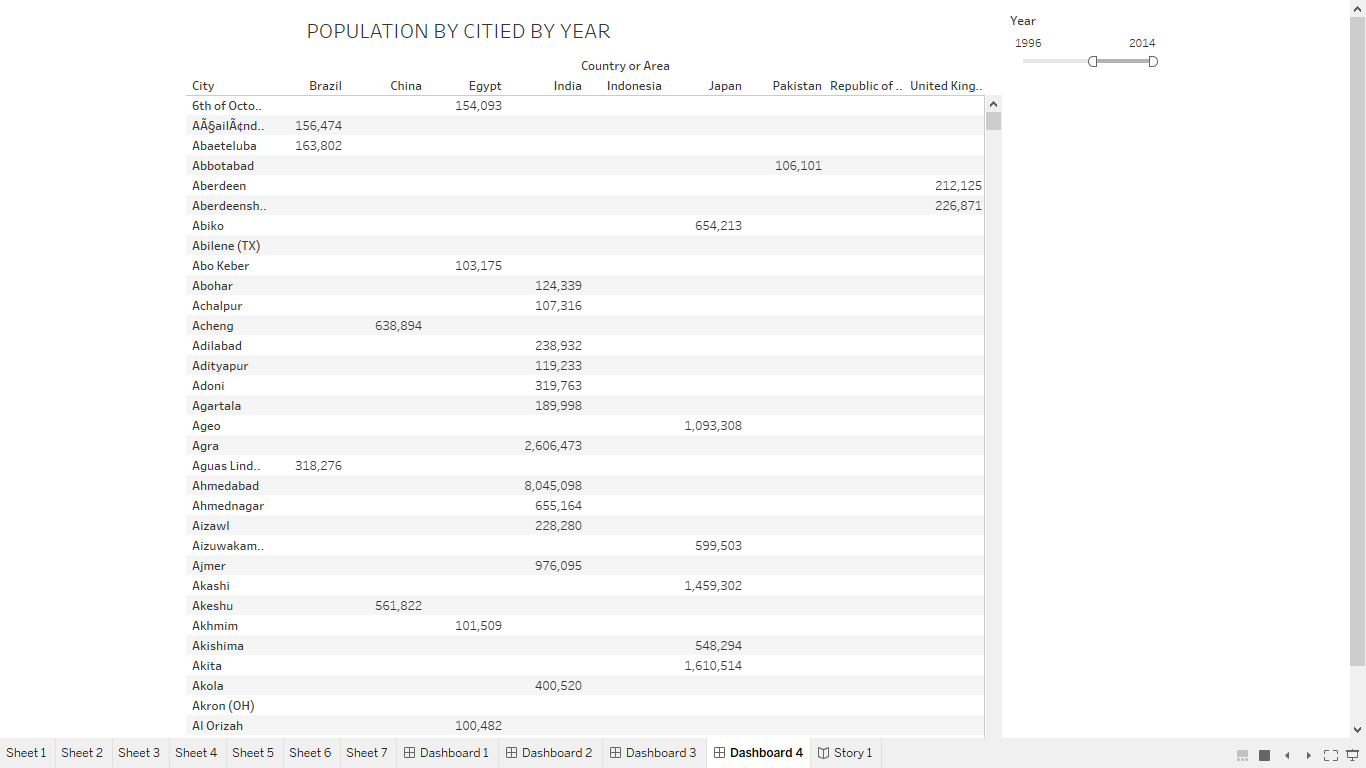 POPULATION BY CITIED BY YEAR
Year
1996 2014
Country or Area
City Brazil China Egypt India Indonesia Japan Pakistan Republic of .. United King..
6th of Octo.. 154,093
AÃ§ailÃ¢nd.. 156,474
Abaeteluba 163,802
Abbotabad 106,101
Aberdeen 212,125
Aberdeensh.. 226,871
Abiko 654,213
Abilene (TX)
Abo Keber 103,175
Abohar 124,339
Achalpur 107,316
Acheng 638,894
Adilabad 238,932
Adityapur 119,233
Adoni 319,763
Agartala 189,998
Ageo 1,093,308
Agra 2,606,473
Aguas Lind.. 318,276
Ahmedabad 8,045,098
Ahmednagar 655,164
Aizawl 228,280
Aizuwakam.. 599,503
Ajmer 976,095
Akashi 1,459,302
Akeshu 561,822
Akhmim 101,509
Akishima 548,294
Akita 1,610,514
Akola 400,520
Akron (OH)
Al Orizah 100,482
Sheet 1 Sheet 2 Sheet 3 Sheet 4 Sheet 5 Sheet 6 Sheet 7 Dashboard 1 Dashboard 2 Dashboard 3 Dashboard 4 Story 1